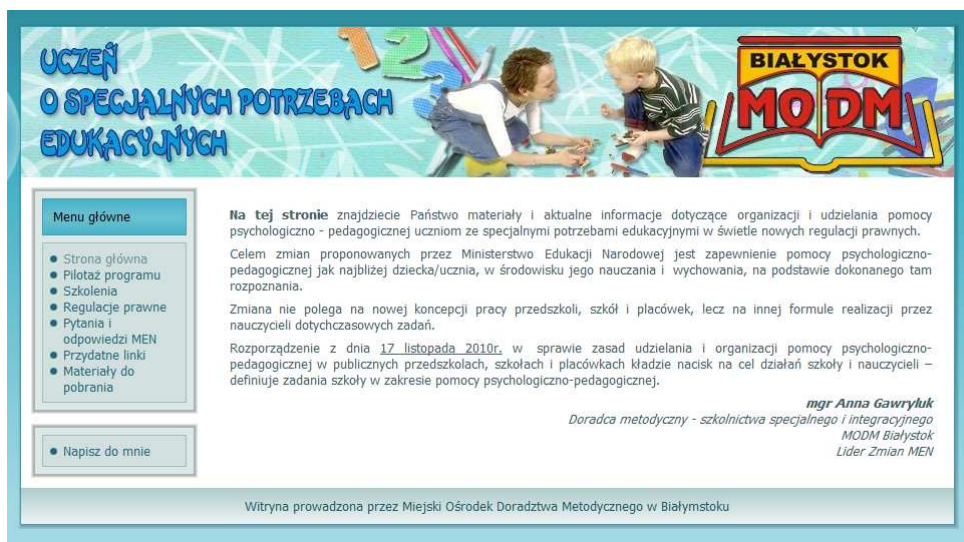 UCZEŃ
O SPECJALNYCH POTRZEBACH
EDUKACYJNYCH
123
BIAŁYSTOK
MODM
Menu główne
Strona główna
Pilotaż programu
Szkolenia
Regulacje prawne
Pytania i
odpowiedzi MEN
Przydatne linki
Materiały do
pobrania
Napisz do mnie
Na tej stronie znajdziecie Państwo materiały i aktualne informacje dotyczące organizacji i udzielania pomocy
psychologiczno - pedagogicznej uczniom ze specjalnymi potrzebami edukacyjnymi w świetle nowych regulacji prawnych.
Celem zmian proponowanych przez Ministerstwo Edukacji Narodowej jest zapewnienie pomocy psychologiczno-
pedagogicznej jak najbliżej dziecka/ucznia, w środowisku jego nauczania i wychowania, na podstawie dokonanego tam
rozpoznania.
Zmiana nie polega na nowej koncepcji pracy przedszkoli, szkół i placówek, lecz na innej formule realizacji przez
nauczycieli dotychczasowych zadań.
Rozporządzenie z dnia 17 listopada 2010r. w sprawie zasad udzielania i organizacji pomocy psychologiczno-
pedagogicznej w publicznych przedszkolach, szkołach i placówkach kładzie nacisk na cel działań szkoły i nauczycieli –
definiuje zadania szkoły w zakresie pomocy psychologiczno-pedagogicznej.
mgr Anna Gawryluk
Doradca metodyczny - szkolnictwa specjalnego i integracyjnego
MODM Białystok
Lider Zmian MEN
Witryna prowadzona przez Miejski Ośrodek Doradztwa Metodycznego w Białymstoku